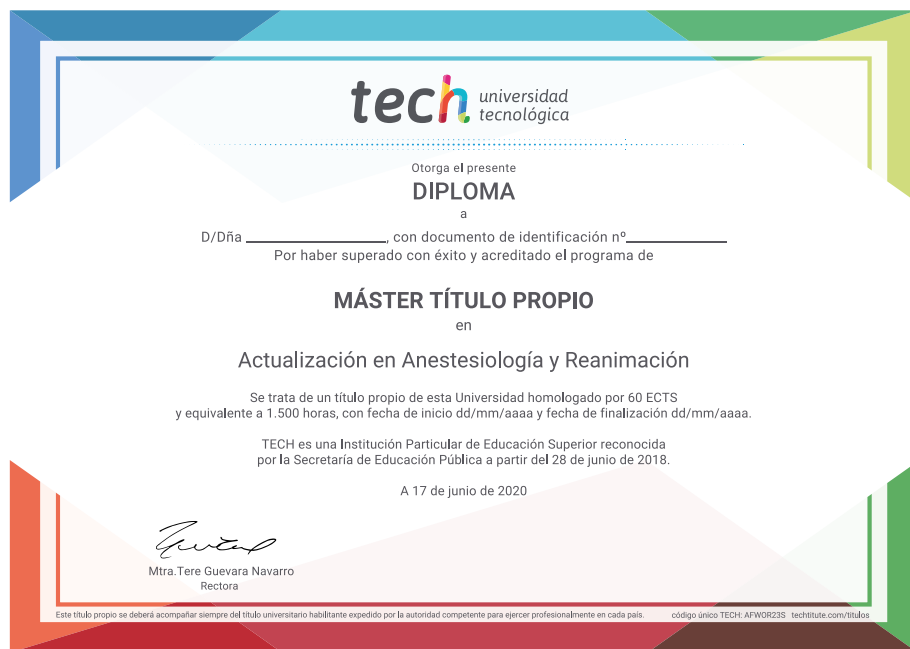 tech universidad
tecnológica
Otorga el presente
DIPLOMA
a
D/Dña ______________, con documento de identificación nº__________
Por haber superado con éxito y acreditado el programa de
MÁSTER TÍTULO PROPIO
en
Actualización en Anestesiología y Reanimación
Se trata de un título propio de esta Universidad homologado por 60 ECTS
y equivalente a 1.500 horas, con fecha de inicio dd/mm/aaaa y fecha de finalización dd/mm/aaaa.
TECH es una Institución Particular de Educación Superior reconocida
por la Secretaría de Educación Pública a partir del 28 de junio de 2018.
A 17 de junio de 2020
Mtra.Tere Guevara Navarro
Rectora
Este título propio se deberá acompañar siempre del título universitario habilitante expedido por la autoridad competente para ejercer profesionalmente en cada país. código único TECH: AFWOR23S techtitute.com/titulos